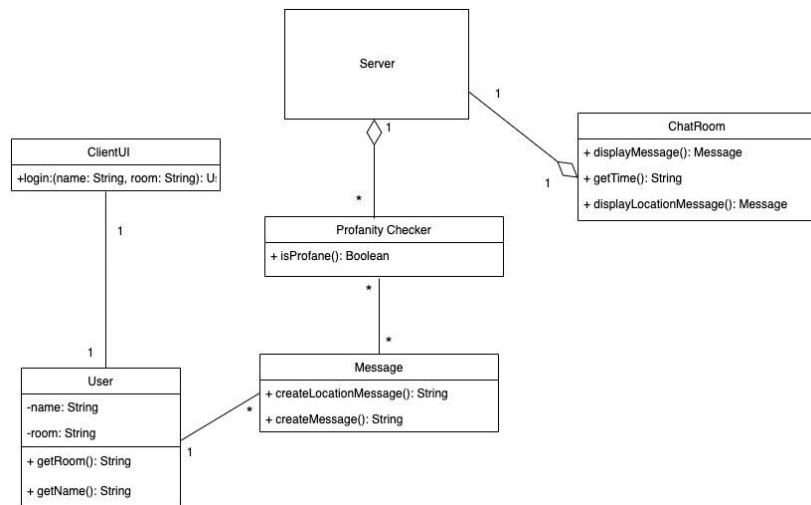 Server
1
1
ChatRoom
+ displayMessage(): Message
+ getTime(): String
+ displayLocationMessage(): Message
1
ClientUI
+login:(name: String, room: String): U
1
*
Profanity Checker
+ isProfane(): Boolean
*
*
1
User
-name: String
-room: String
+ getRoom(): String
+ getName(): String
1
*
Message
+ createLocationMessage(): String
+ createMessage(): String